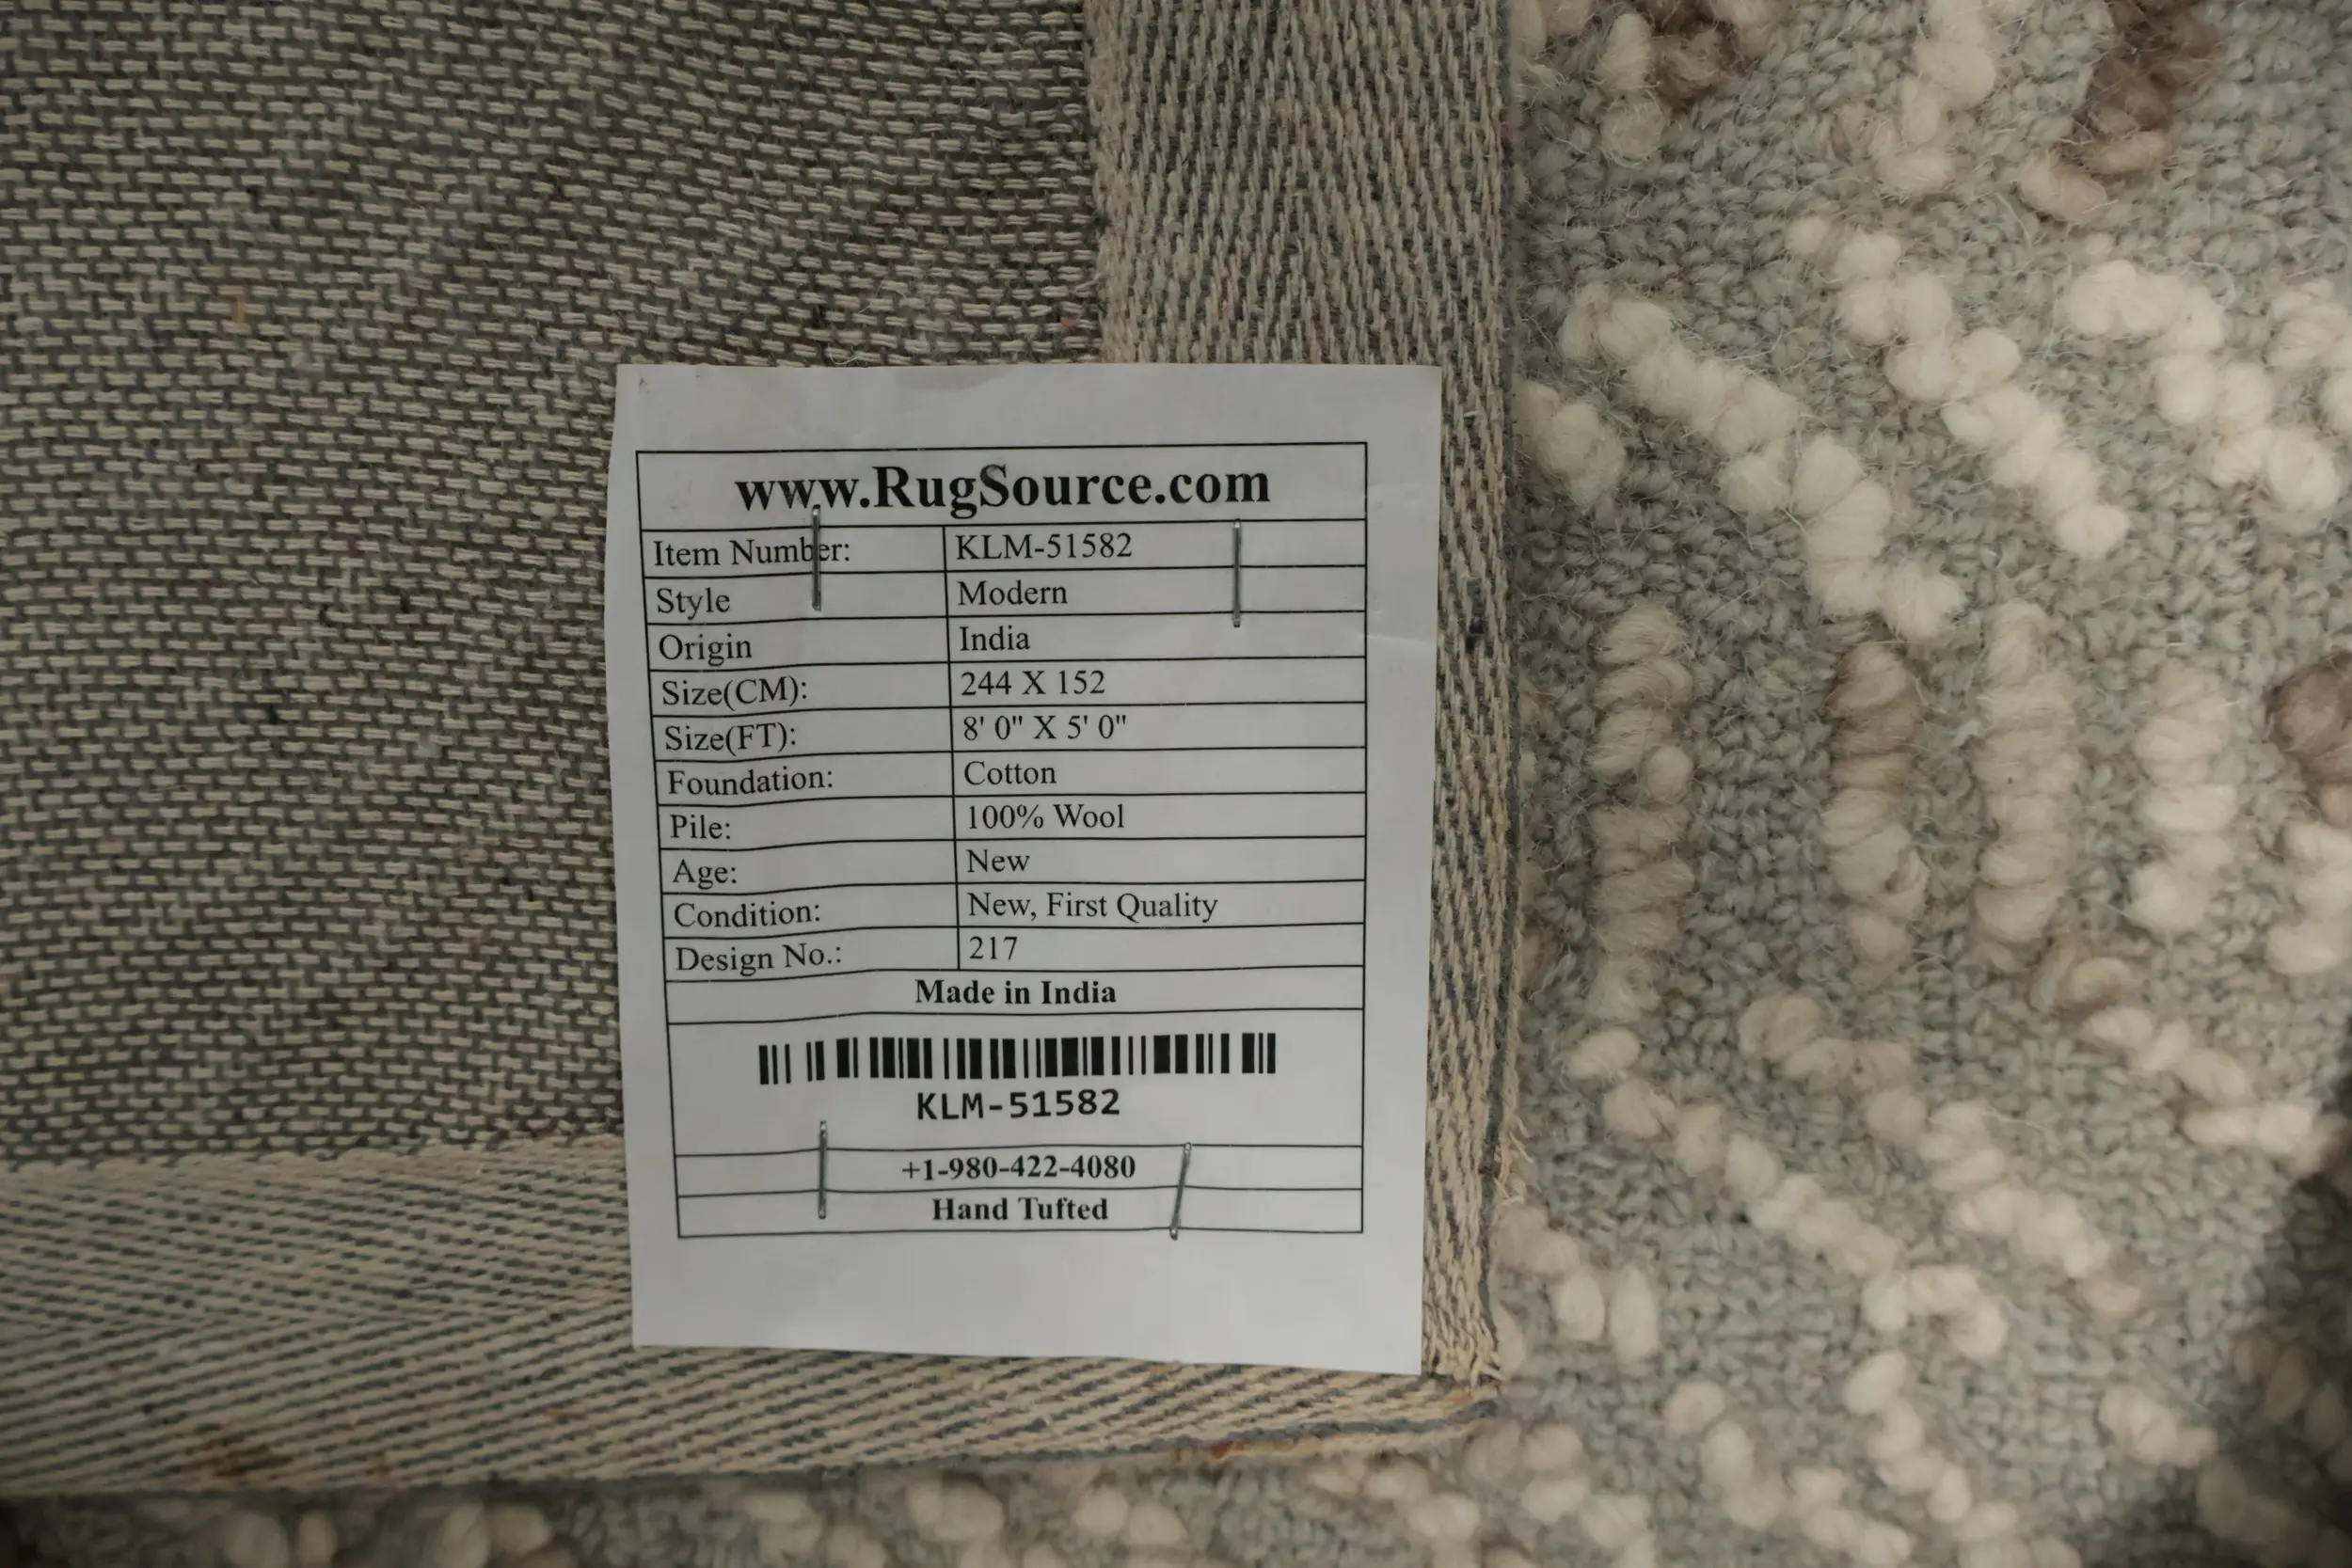 www.RugSource.com
Item Number: KLM-51582
Style Modern
Origin India
Size(CM): 244 X 152
Size(FT): 8' 0" X 5' 0"
Foundation: Cotton
Pile: 100% Wool
Age: New
Condition: New, First Quality
Design No.: 217
Made in India
KLM-51582
+1-980-422-4080
Hand Tufted